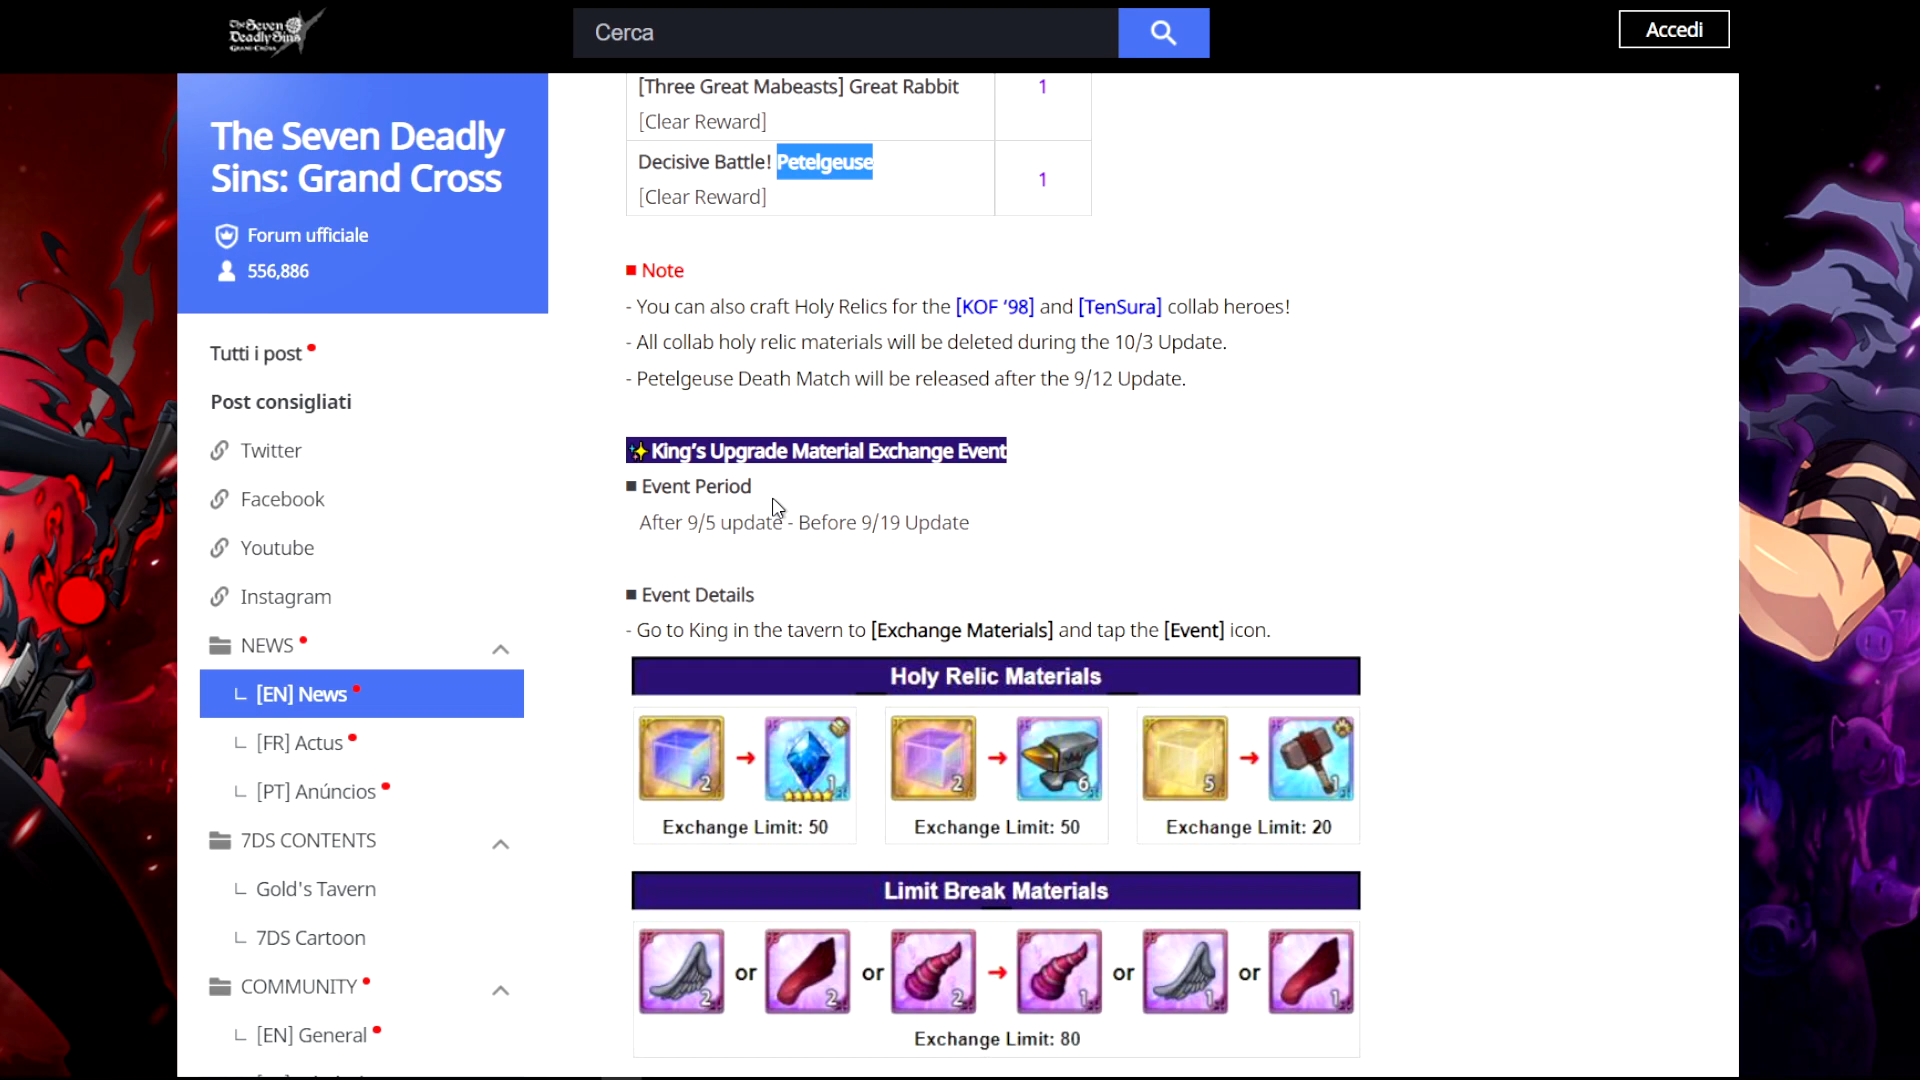 The Seven
Deadly Sins
GRAND CROSS
Cerca
Accedi
The Seven Deadly
Sins: Grand Cross
Forum ufficiale
556,886
Tutti i post
Post consigliati
Twitter
Facebook
Youtube
Instagram
NEWS
[EN] News
[FR] Actus
[PT] Anúncios
7DS CONTENTS
Gold's Tavern
7DS Cartoon
COMMUNITY
[EN] General
[Three Great Mabeasts] Great Rabbit
[Clear Reward]
1
Decisive Battle! Petelgeuse
[Clear Reward]
1
■ Note
- You can also craft Holy Relics for the [KOF ‘98] and [TenSura] collab heroes!
- All collab holy relic materials will be deleted during the 10/3 Update.
- Petelgeuse Death Match will be released after the 9/12 Update.
✨King’s Upgrade Material Exchange Event
■ Event Period
After 9/5 update - Before 9/19 Update
■ Event Details
- Go to King in the tavern to [Exchange Materials] and tap the [Event] icon.
Holy Relic Materials
2 1 2 6 5 1
Exchange Limit: 50 Exchange Limit: 50 Exchange Limit: 20
Limit Break Materials
2 or 2 or 2 1 or 1 or 1
Exchange Limit: 80